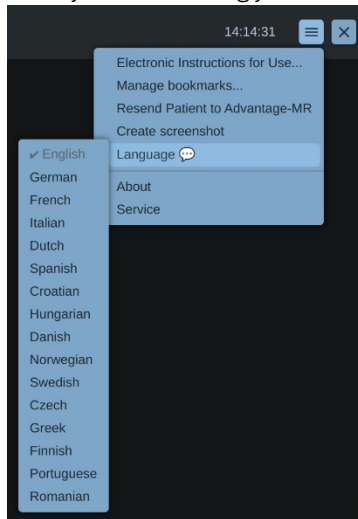 14:14:31
Electronic Instructions for Use...
Manage bookmarks...
Resend Patient to Advantage-MR
Create screenshot
Language
About
Service
✔ English
German
French
Italian
Dutch
Spanish
Croatian
Hungarian
Danish
Norwegian
Swedish
Czech
Greek
Finnish
Portuguese
Romanian